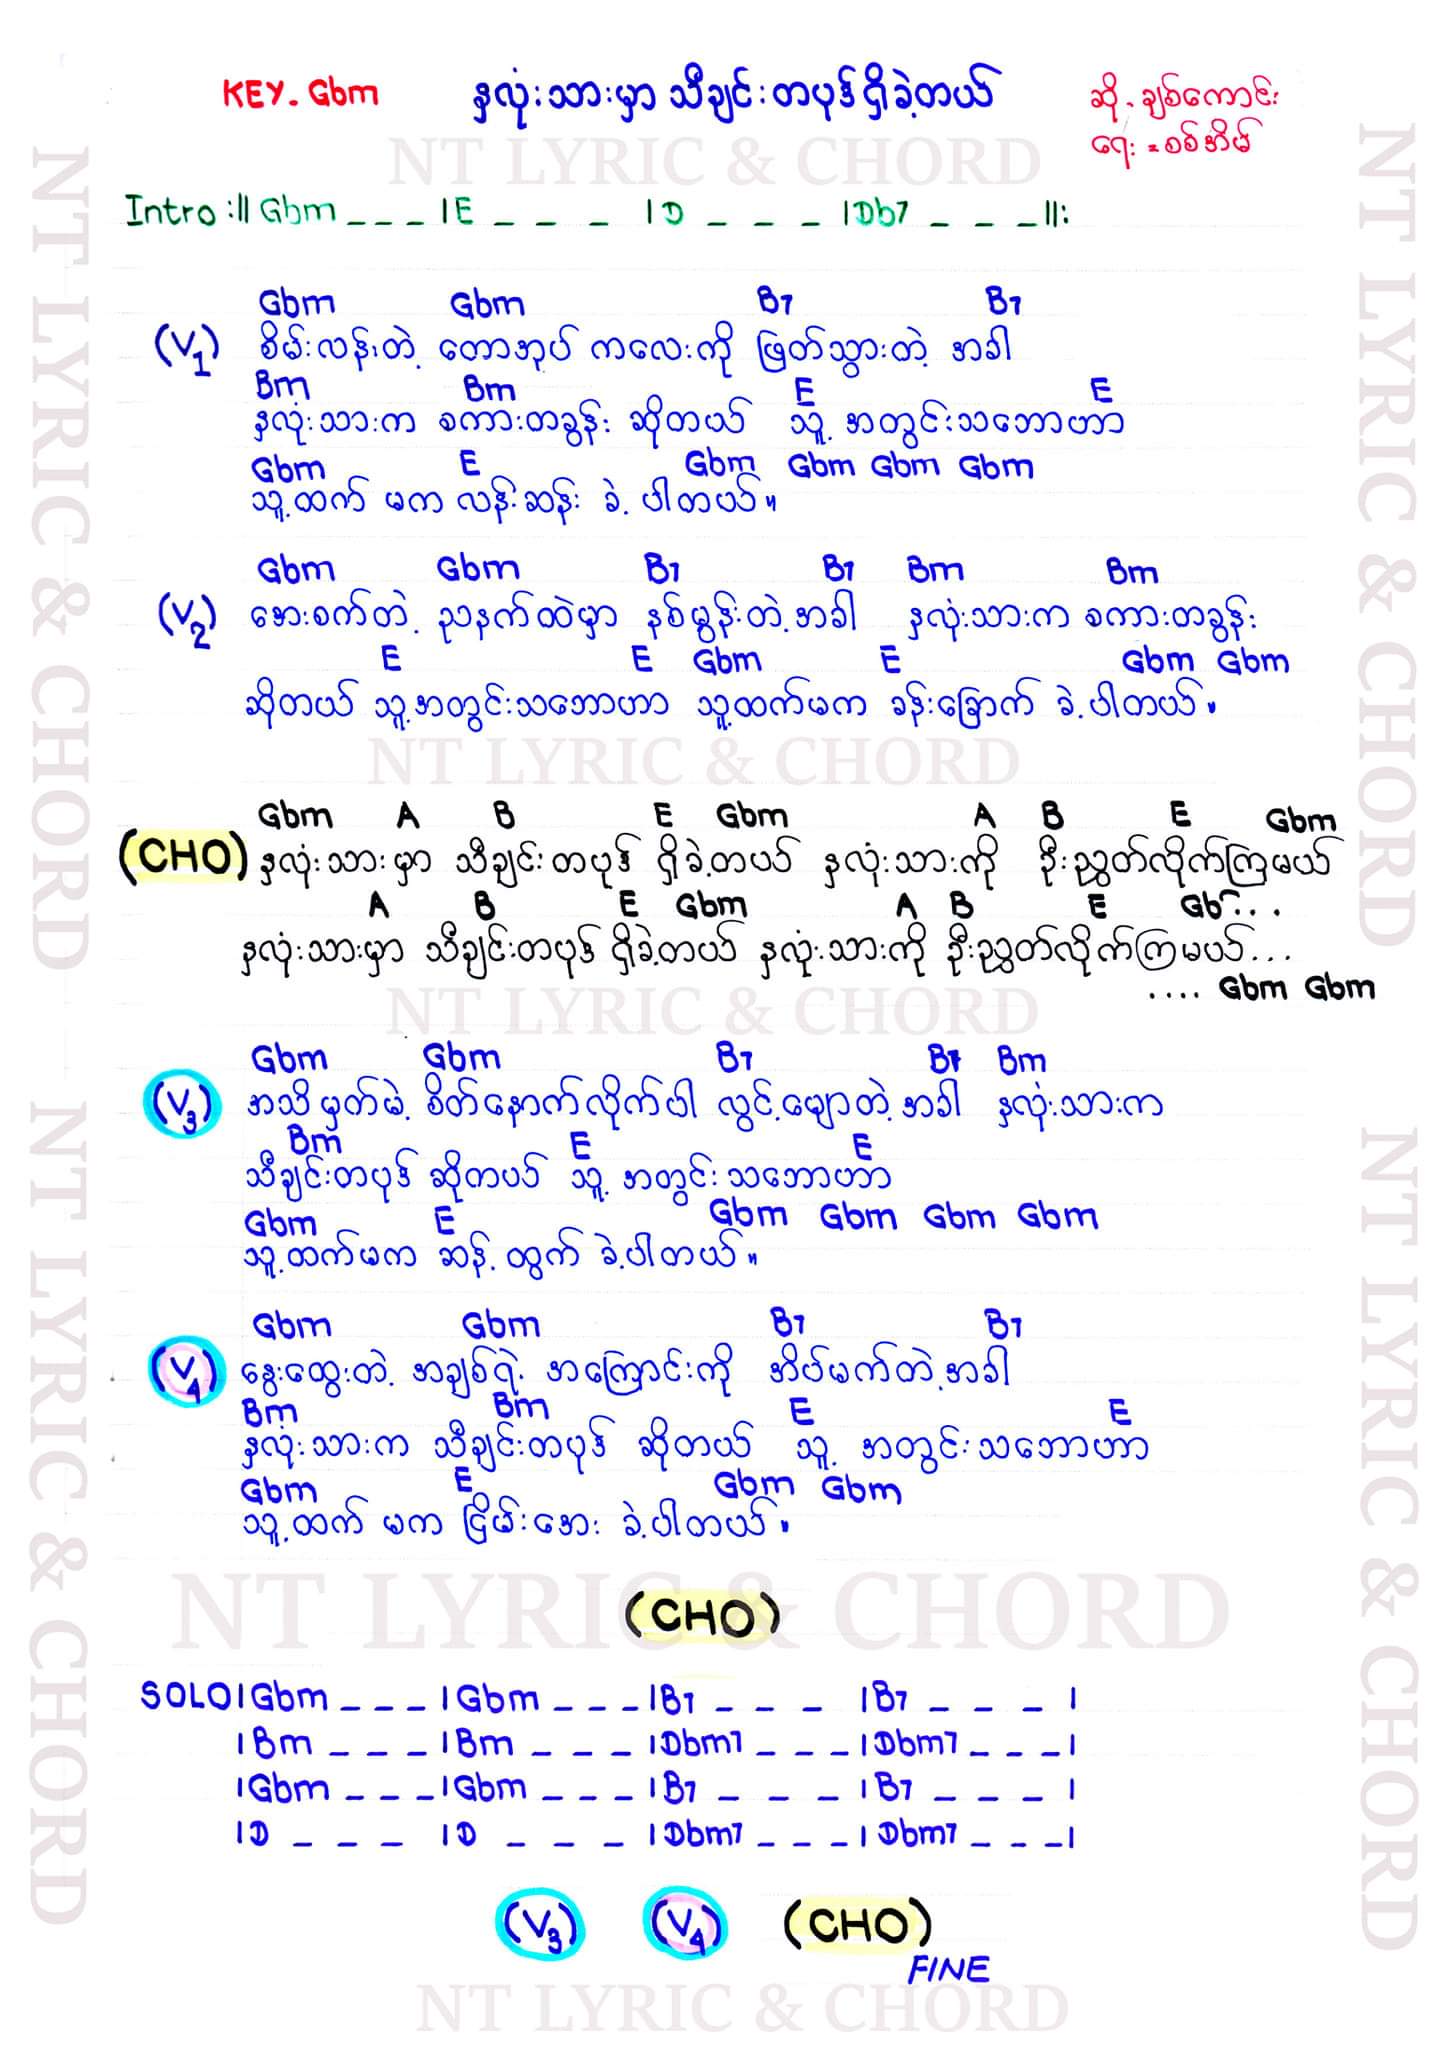 KEY. Gbm နှလုံးသားမှာ သီချင်းတပုဒ်ရှိခဲ့တယ် ဆို . ချစ်ကောင်း
ရေး = စစ်အိမ်
NT LYRIC & CHORD
Intro :|| Gbm _ _ _ | E _ _ _ | D _ _ _ | Db7 _ _ _ ||:
Gbm Gbm B7 B7
(V1) စိမ်းလန်းတဲ့ တောအုပ် ကလေးကို ဖြတ်သွားတဲ့ အခါ
Bm Bm E E
နှလုံးသားက စကားတခွန်း ဆိုတယ် သူ့ အတွင်းသဘောဟာ
Gbm E Gbm Gbm Gbm Gbm
သူ့ထက် မက လန်းဆန်း ခဲ့ ပါတယ်။
Gbm Gbm B7 B7 Bm Bm
(V2) အေးစက်တဲ့ ညနက်ထဲမှာ နစ်မွန်းတဲ့အခါ နှလုံးသားက စကားတခွန်း
E E Gbm E Gbm Gbm
ဆိုတယ် သူ့အတွင်းသဘောဟာ သူ့ထက်မက ခန်းခြောက် ခဲ့ပါတယ်။
NT LYRIC & CHORD
Gbm A B E Gbm A B E Gbm
(CHO) နှလုံးသားမှာ သီချင်းတပုဒ် ရှိခဲ့တယ် နှလုံးသားကို ဦးညွှတ်လိုက်ကြမယ်
A B E Gbm A B E Gb...
နှလုံးသားမှာ သီချင်းတပုဒ် ရှိခဲ့တယ် နှလုံးသားကို ဦးညွှတ်လိုက်ကြမယ်...
.... Gbm Gbm
NT LYRIC & CHORD
Gbm Gbm B7 B7 Bm
(V3) အသိမှတ်မဲ့ စိတ်နောက်လိုက်ပါ လွင့်မျောတဲ့အခါ နှလုံးသားက
Bm E E
သီချင်းတပုဒ် ဆိုတယ် သူ့ အတွင်းသဘောဟာ
Gbm E Gbm Gbm Gbm Gbm
သူ့ထက်မက ဆန့်ထွက် ခဲ့ပါတယ်။
Gbm Gbm B7 B7
(V4) နွေးထွေးတဲ့ အချစ်ရဲ့ အကြောင်းကို အိပ်မက်တဲ့အခါ
Bm Bm E E
နှလုံးသားက သီချင်းတပုဒ် ဆိုတယ် သူ့ အတွင်းသဘောဟာ
Gbm E Gbm Gbm
သူ့ထက် မက ငြိမ်းအေး ခဲ့ပါတယ်။
(CHO)
NT LYRIC & CHORD
SOLO | Gbm _ _ _ | Gbm _ _ _ | B7 _ _ _ | B7 _ _ _ |
| Bm _ _ _ | Bm _ _ _ | Dbm7 _ _ _ | Dbm7 _ _ _ |
| Gbm _ _ _ | Gbm _ _ _ | B7 _ _ _ | B7 _ _ _ |
| D _ _ _ | D _ _ _ | Dbm7 _ _ _ | Dbm7 _ _ _ |
(V3) (V4) (CHO)
FINE
NT LYRIC & CHORD
NT LYRIC & CHORD
NT LYRIC & CHORD
NT LYRIC & CHORD
NT LYRIC & CHORD